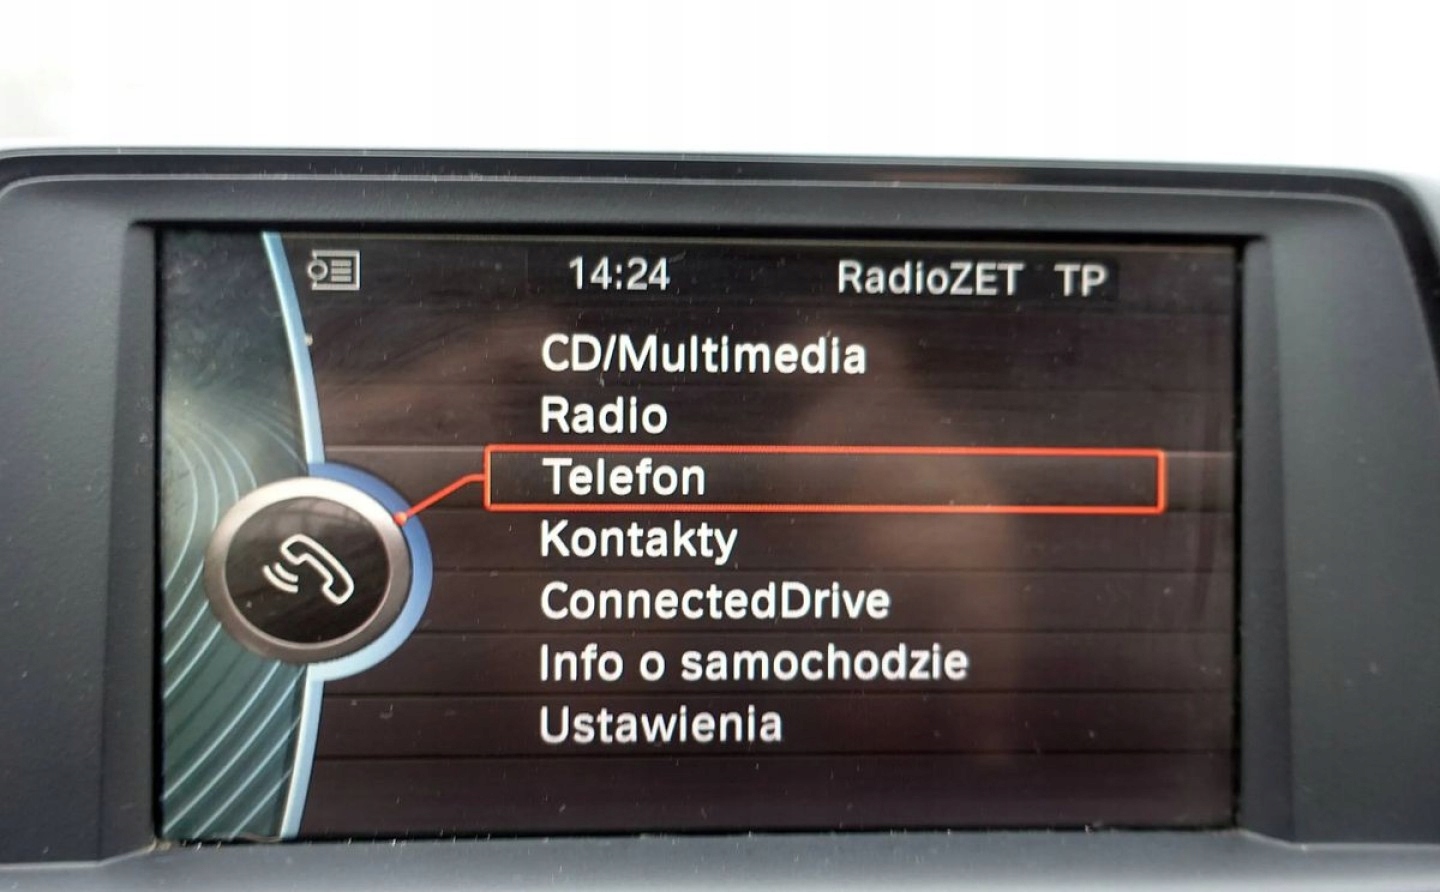 14:24 RadioZET TP
CD/Multimedia
Radio
Telefon
Kontakty
ConnectedDrive
Info o samochodzie
Ustawienia